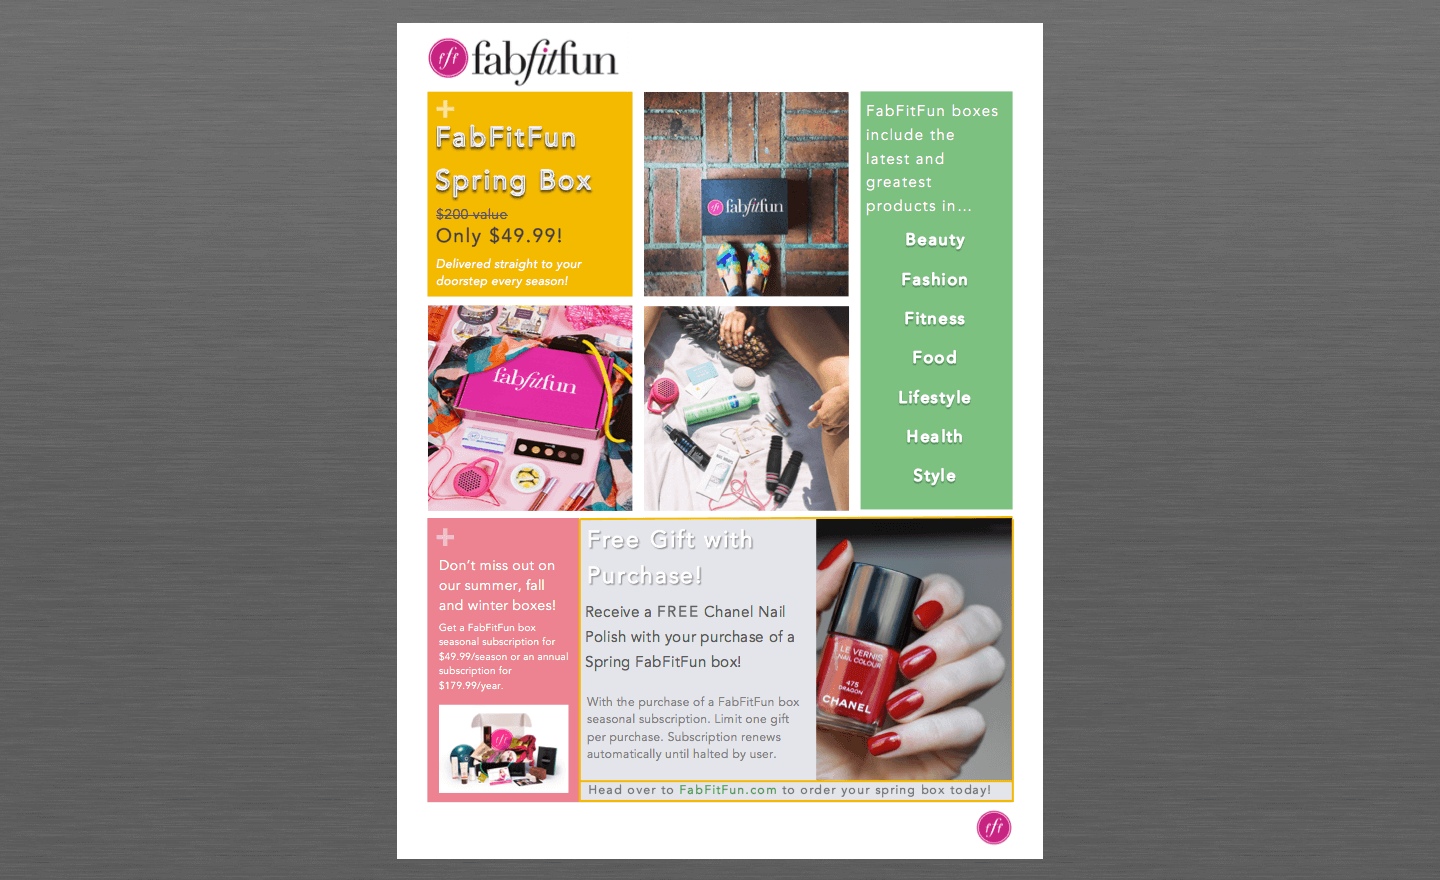 fff fabfitfun
FabFitFun
Spring Box
$200 value
Only $49.99!
Delivered straight to your
doorstep every season!
fff fabfitfun
FabFitFun boxes
include the
latest and
greatest
products in...
Beauty
Fashion
Fitness
Food
Lifestyle
Health
Style
fabfitfun
Don't miss out on
our summer, fall
and winter boxes!
Get a FabFitFun box
seasonal subscription for
$49.99/season or an annual
subscription for
$179.99/year.
Free Gift with
Purchase!
Receive a FREE Chanel Nail
Polish with your purchase of a
Spring FabFitFun box!
With the purchase of a FabFitFun box
seasonal subscription. Limit one gift
per purchase. Subscription renews
automatically until halted by user.
LE VERNIS
NAIL COLOUR
475
DRAGON
CHANEL
Head over to FabFitFun.com to order your spring box today!
fff